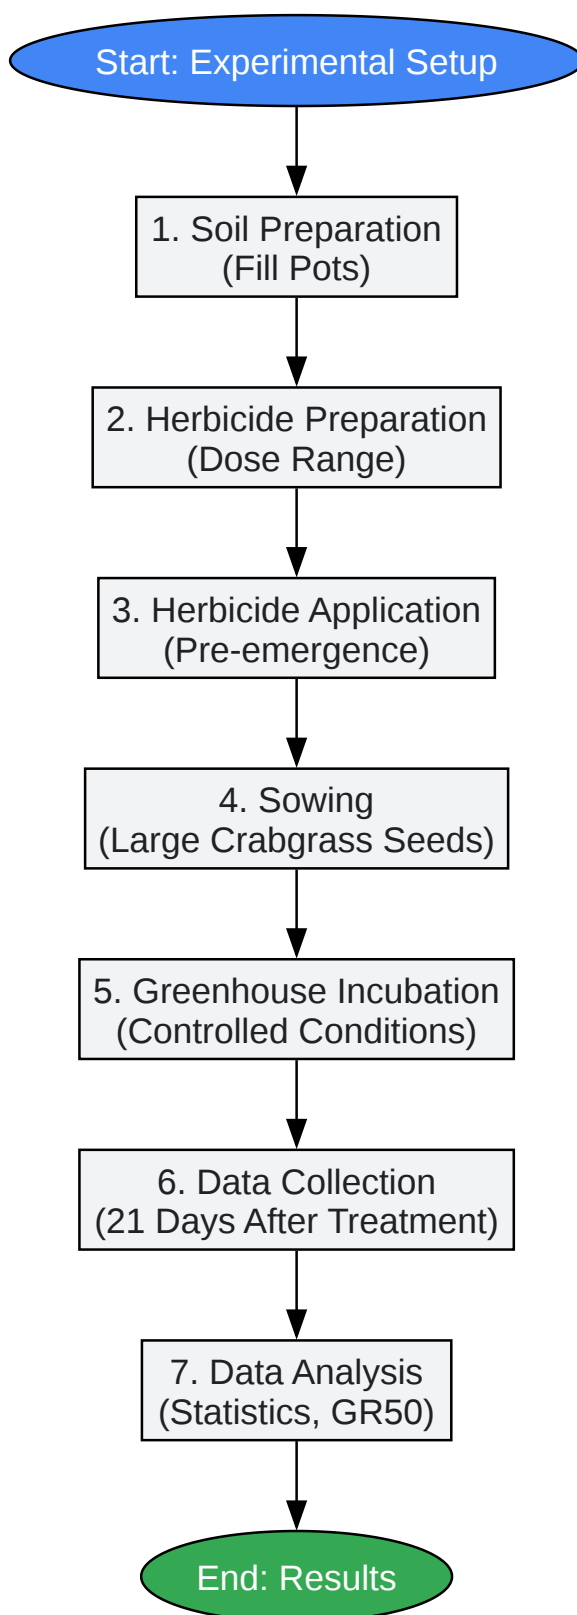 Start: Experimental Setup
1. Soil Preparation
(Fill Pots)
2. Herbicide Preparation
(Dose Range)
3. Herbicide Application
(Pre-emergence)
4. Sowing
(Large Crabgrass Seeds)
5. Greenhouse Incubation
(Controlled Conditions)
6. Data Collection
(21 Days After Treatment)
7. Data Analysis
(Statistics, GR50)
End: Results